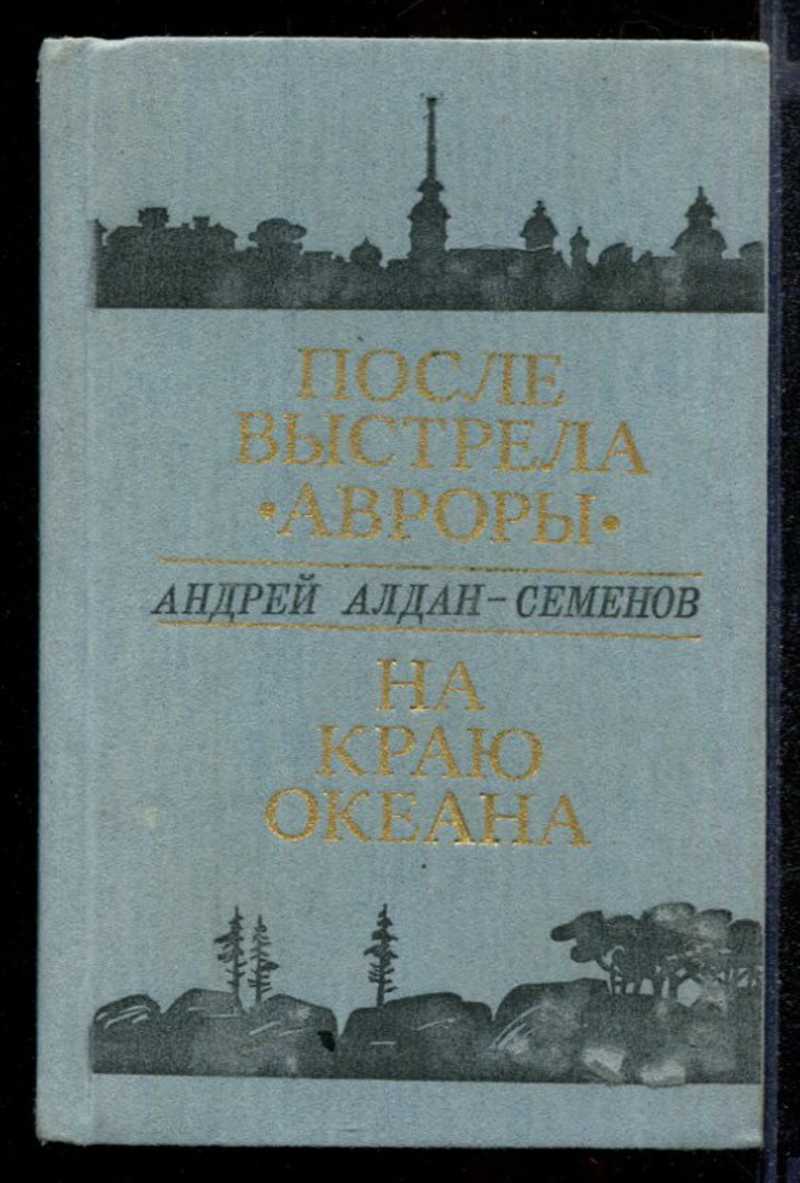 ПОСЛЕ
ВЫСТРЕЛА
•АВРОРЫ•
АНДРЕЙ АЛДАН-СЕМЕНОВ
НА
КРАЮ
ОКЕАНА